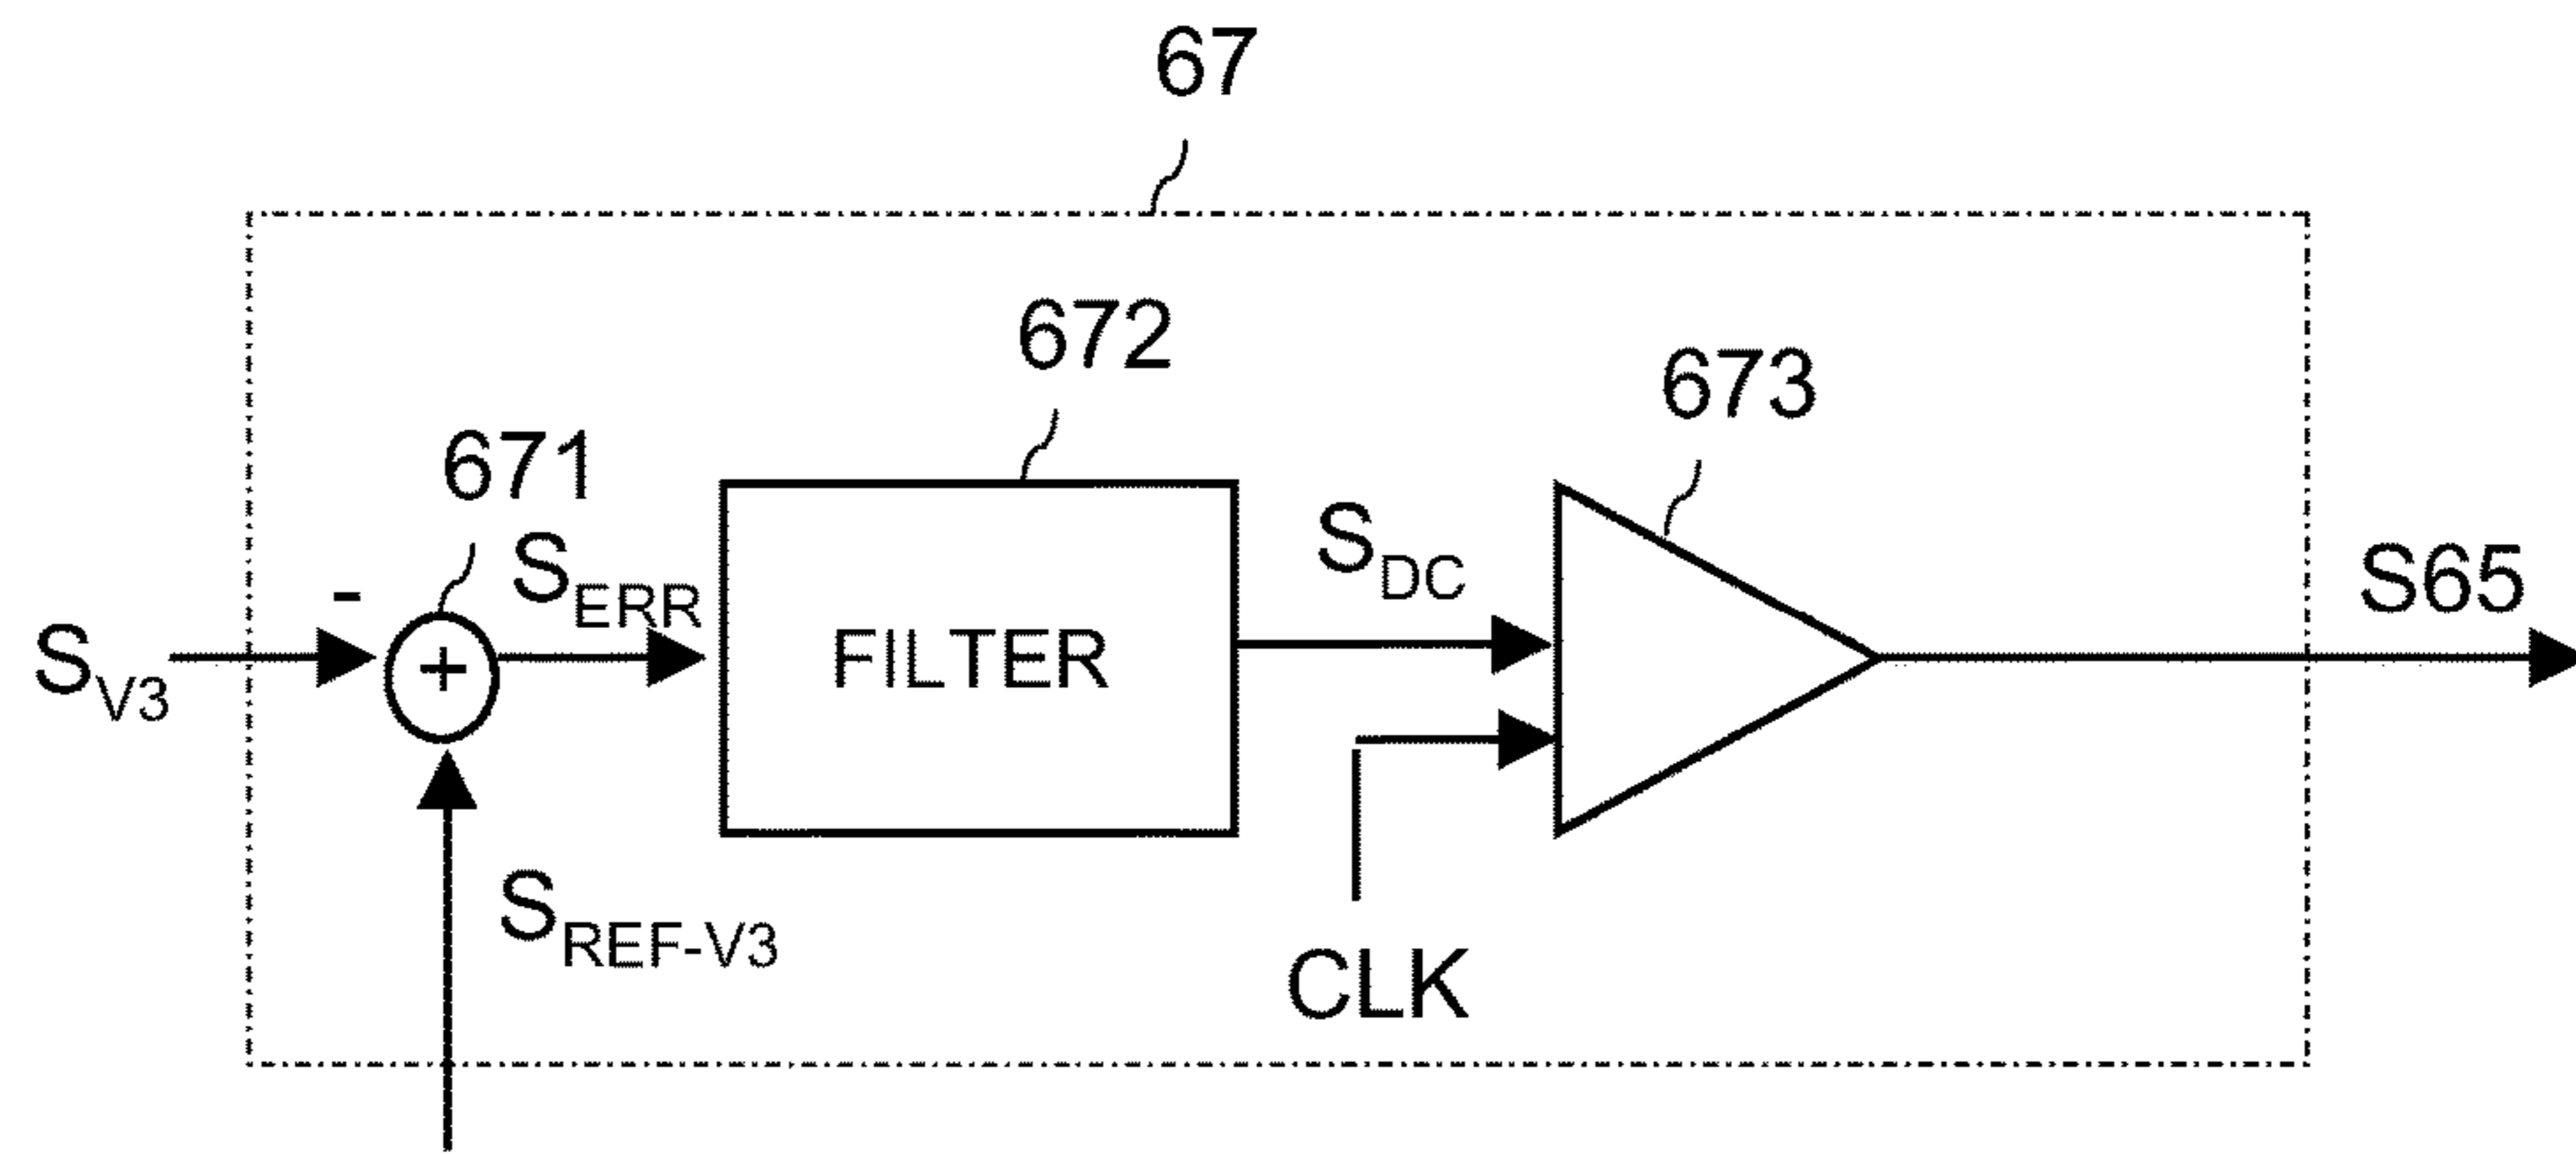 67
672
673
671
S_ERR
S_DC
S65
-
+
S_V3
FILTER
S_REF-V3
CLK